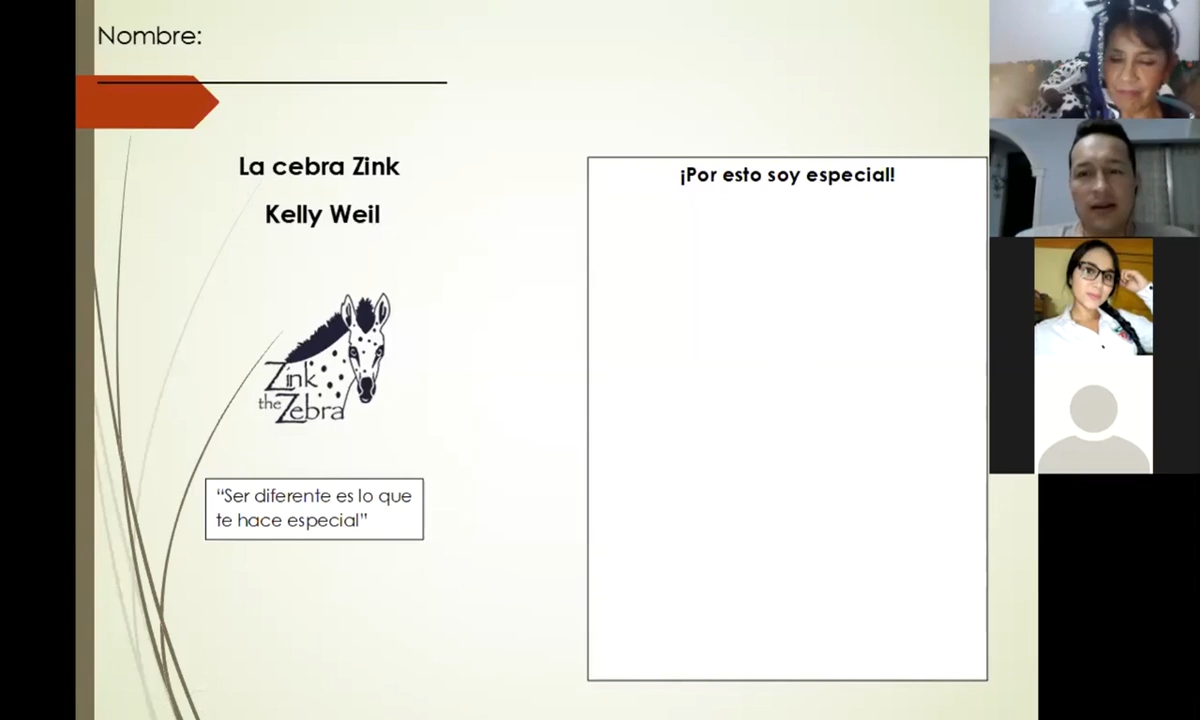 Nombre:
La cebra Zink
Kelly Weil
Zink
the Zebra
“Ser diferente es lo que
te hace especial”
¡Por esto soy especial!